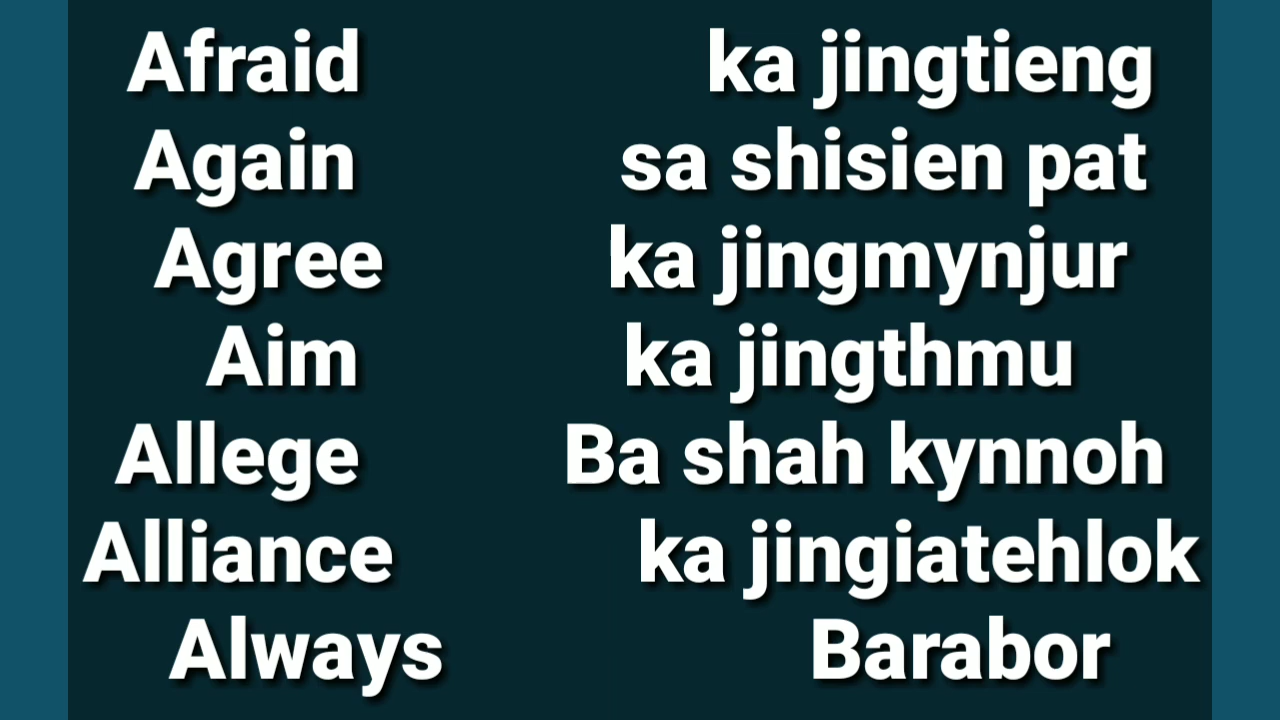 Afraid ka jingtieng
Again sa shisien pat
Agree ka jingmynjur
Aim ka jingthmu
Allege Ba shah kynnoh
Alliance ka jingiatehlok
Always Barabor